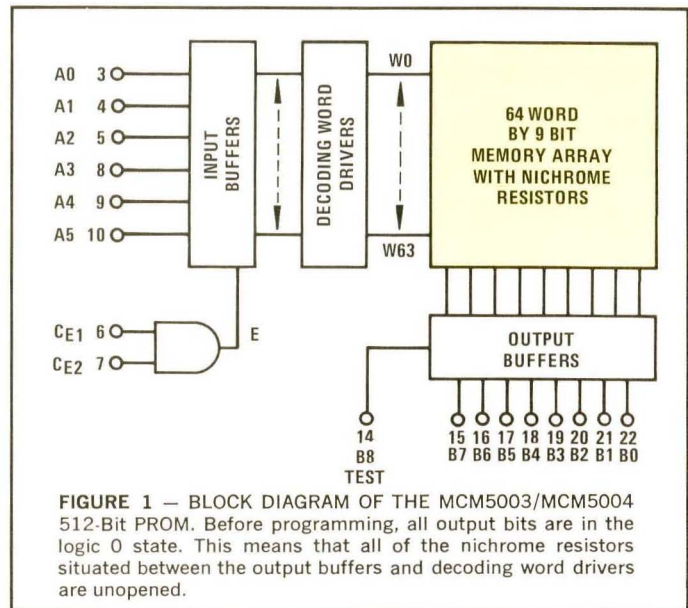 A0 3
A1 4
A2 5
A3 8
A4 9
A5 10
INPUT
BUFFERS
DECODING WORD
DRIVERS
W0
W63
64 WORD
BY 9 BIT
MEMORY ARRAY
WITH NICHROME
RESISTORS
CE1 6
CE2 7
E
OUTPUT
BUFFERS
14
B8
TEST
15 16 17 18 19 20 21 22
B7 B6 B5 B4 B3 B2 B1 B0
FIGURE 1 — BLOCK DIAGRAM OF THE MCM5003/MCM5004
512-Bit PROM. Before programming, all output bits are in the
logic 0 state. This means that all of the nichrome resistors
situated between the output buffers and decoding word drivers
are unopened.